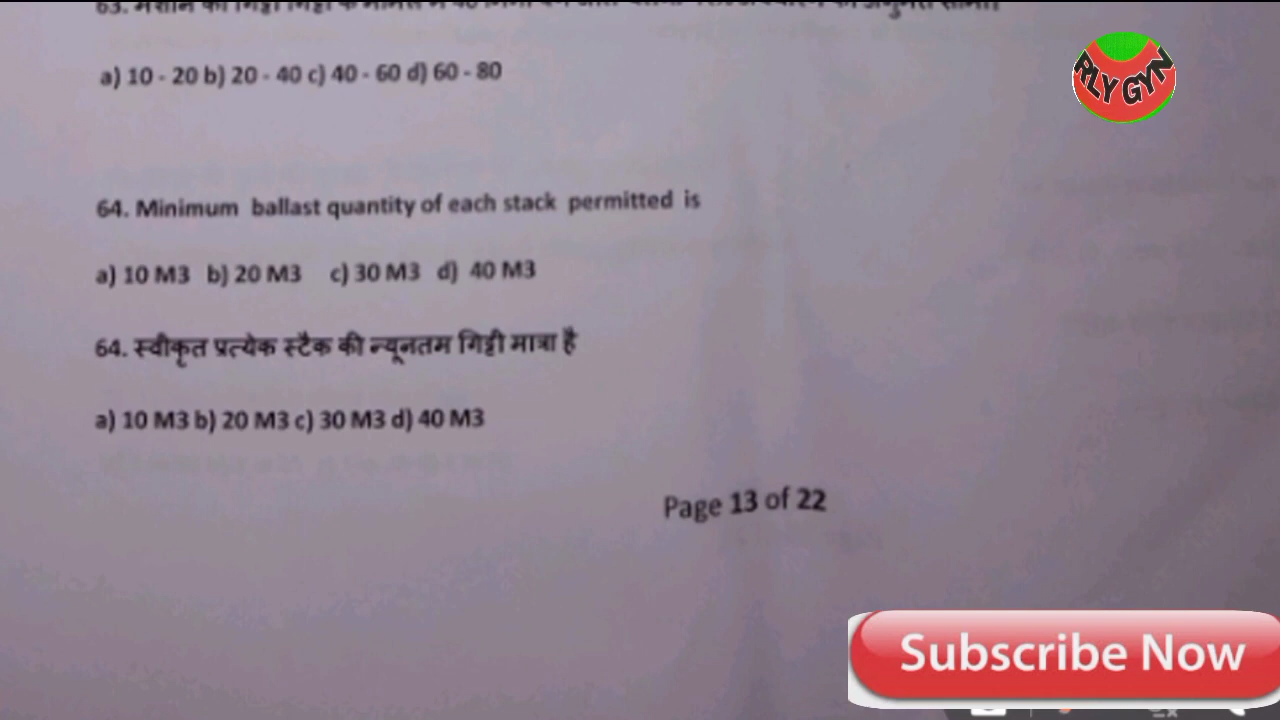 a) 10 - 20 b) 20 - 40 c) 40 - 60 d) 60 - 80
RLY GYN
64. Minimum ballast quantity of each stack permitted is
a) 10 M3 b) 20 M3 c) 30 M3 d) 40 M3
64. स्वीकृत प्रत्येक स्टैक की न्यूनतम गिट्टी मात्रा है
a) 10 M3 b) 20 M3 c) 30 M3 d) 40 M3
Page 13 of 22
Subscribe Now